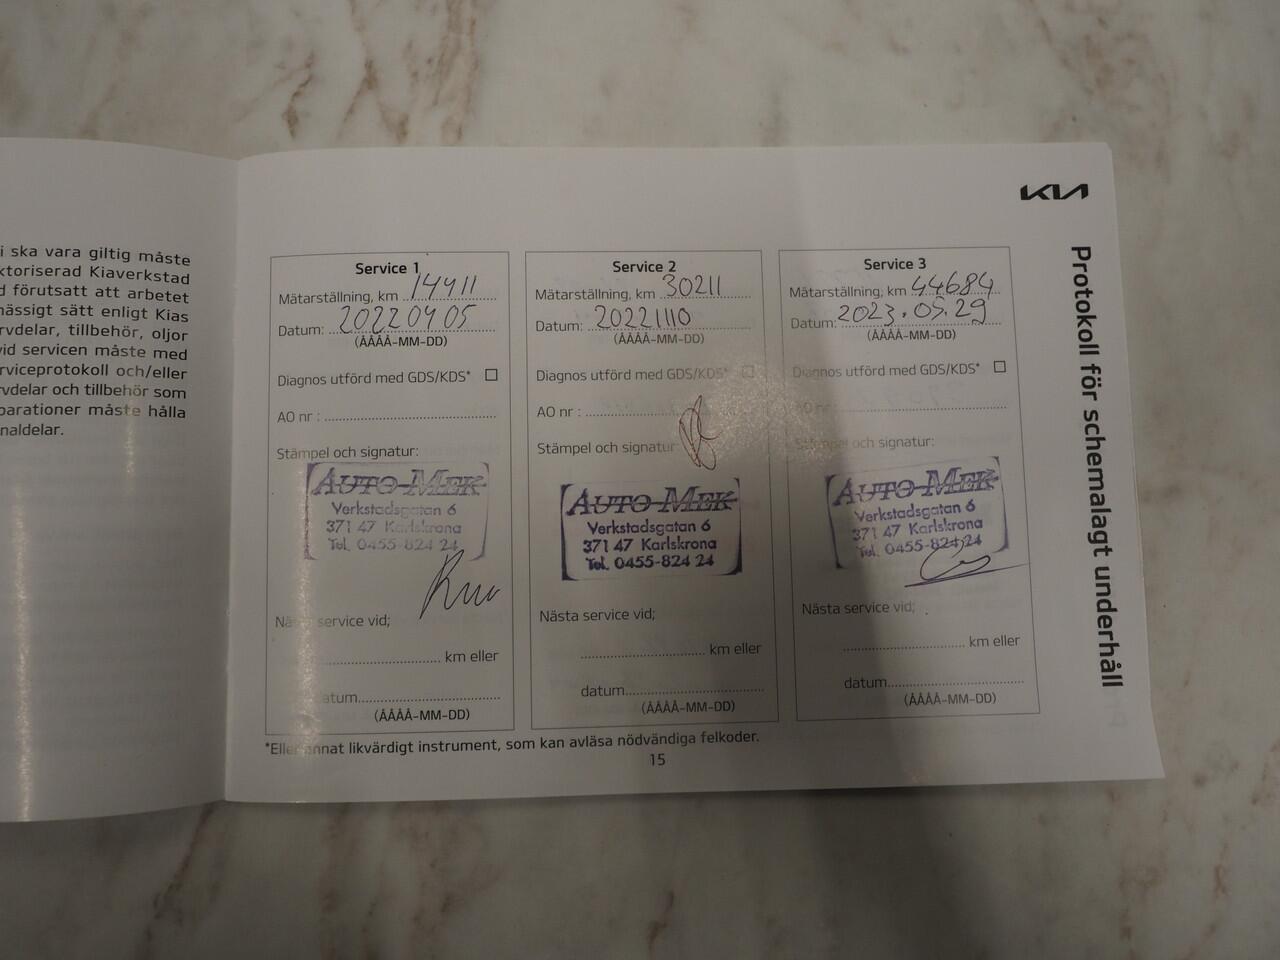 i ska vara giltig måste
ktoriserad Kiaverkstad
d förutsatt att arbetet
nässigt sätt enligt Kias
rvdelar, tillbehör, oljor
vid servicen måste med
rviceprotokoll och/eller
rvdelar och tillbehör som
parationer måste hålla
naldelar.
KIA
Protokoll för schemalagt underhåll
Service 1
Mätarställning, km 14411
Datum: 20220405
(ÅÅÅÅ-MM-DD)
Diagnos utförd med GDS/KDS*
AO nr :
Stämpel och signatur:
AUTO-MEK
Verkstadsgatan 6
371 47 Karlskrona
Tel. 0455-824 24
Nästa service vid;
km eller
datum
(ÅÅÅÅ-MM-DD)
Service 2
Mätarställning, km 30211
Datum: 20221110
(ÅÅÅÅ-MM-DD)
Diagnos utförd med GDS/KDS*
AO nr :
Stämpel och signatur:
AUTO-MEK
Verkstadsgatan 6
371 47 Karlskrona
Tel. 0455-824 24
Nästa service vid;
km eller
datum
(ÅÅÅÅ-MM-DD)
Service 3
Mätarställning, km 44684
Datum: 2023.05.29
(ÅÅÅÅ-MM-DD)
Diagnos utförd med GDS/KDS*
AO nr :
Stämpel och signatur:
AUTO-MEK
Verkstadsgatan 6
371 47 Karlskrona
Tel. 0455-824 24
Nästa service vid;
km eller
datum
(ÅÅÅÅ-MM-DD)
*Eller annat likvärdigt instrument, som kan avläsa nödvändiga felkoder.
15